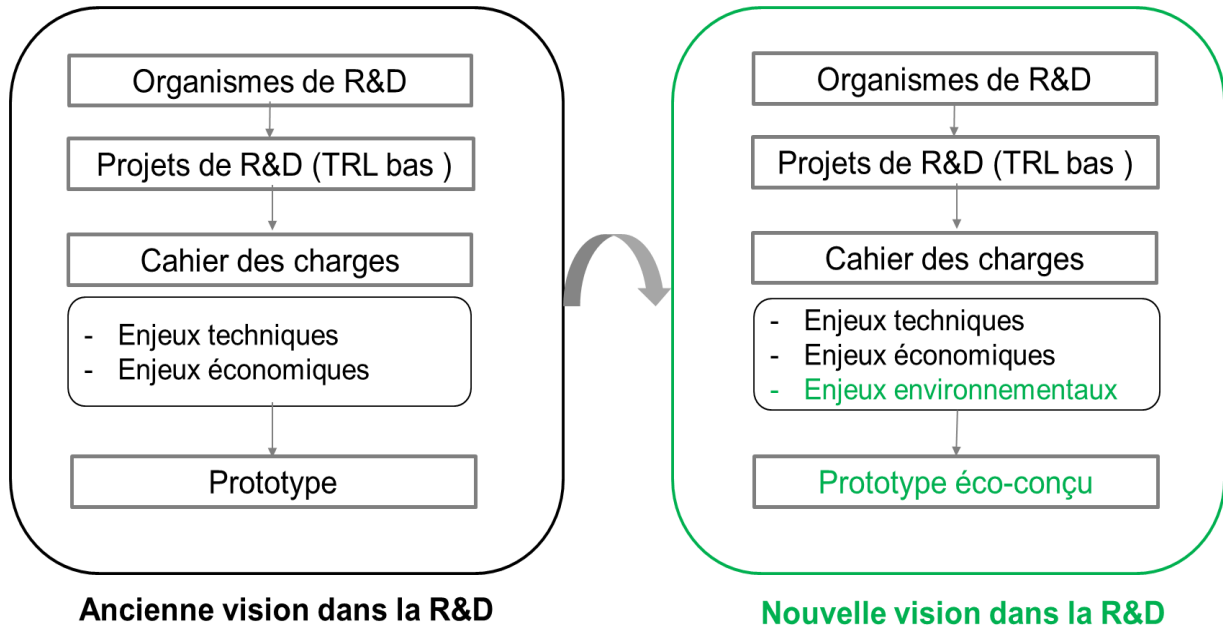 Organismes de R&D
Projets de R&D (TRL bas )
Cahier des charges
- Enjeux techniques
- Enjeux économiques
Prototype
Ancienne vision dans la R&D
Organismes de R&D
Projets de R&D (TRL bas )
Cahier des charges
- Enjeux techniques
- Enjeux économiques
- Enjeux environnementaux
Prototype éco-conçu
Nouvelle vision dans la R&D